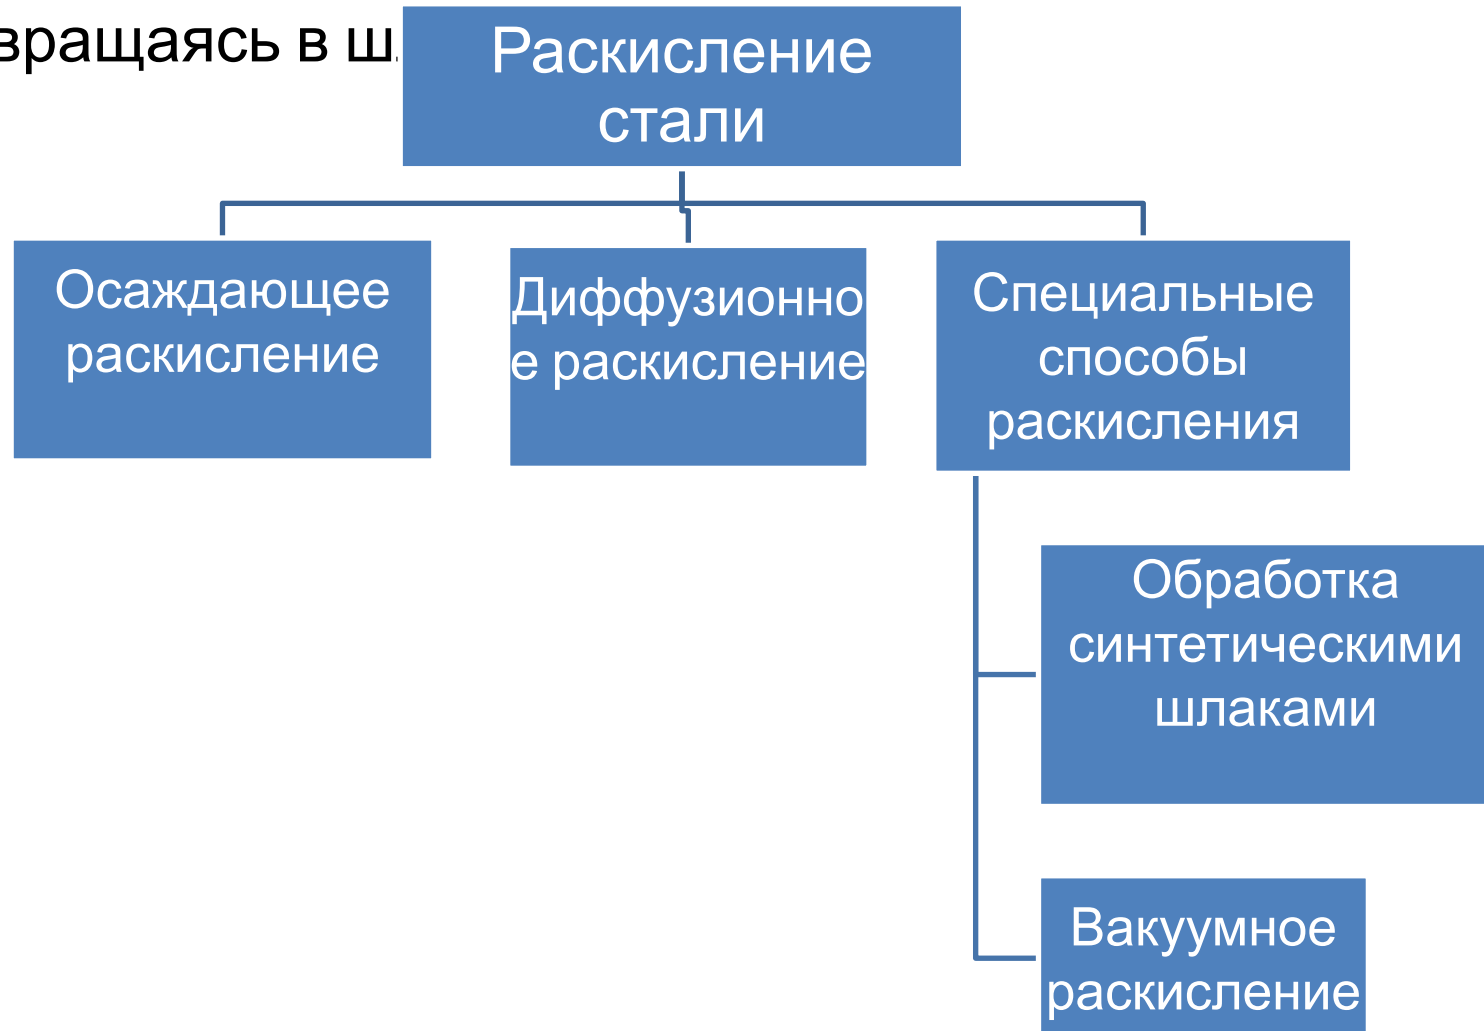 вращаясь в ш
Раскисление
стали
Осаждающее
раскисление
Диффузионно
е раскисление
Специальные
способы
раскисления
Обработка
синтетическими
шлаками
Вакуумное
раскисление